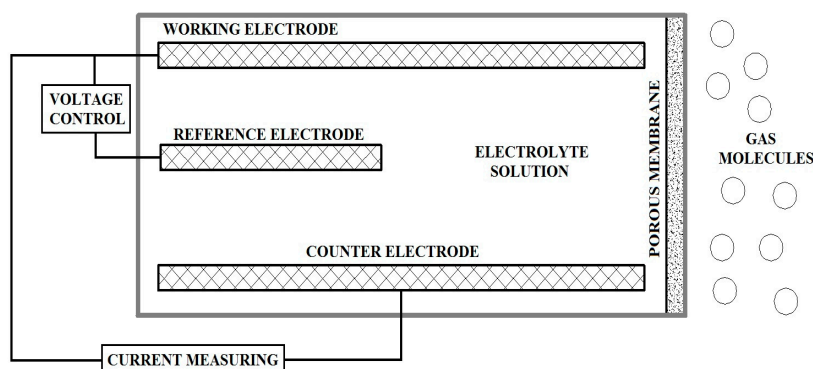 WORKING ELECTRODE
VOLTAGE
CONTROL
REFERENCE ELECTRODE
ELECTROLYTE
SOLUTION
POROUS MEMBRANE
GAS
MOLECULES
COUNTER ELECTRODE
CURRENT MEASURING